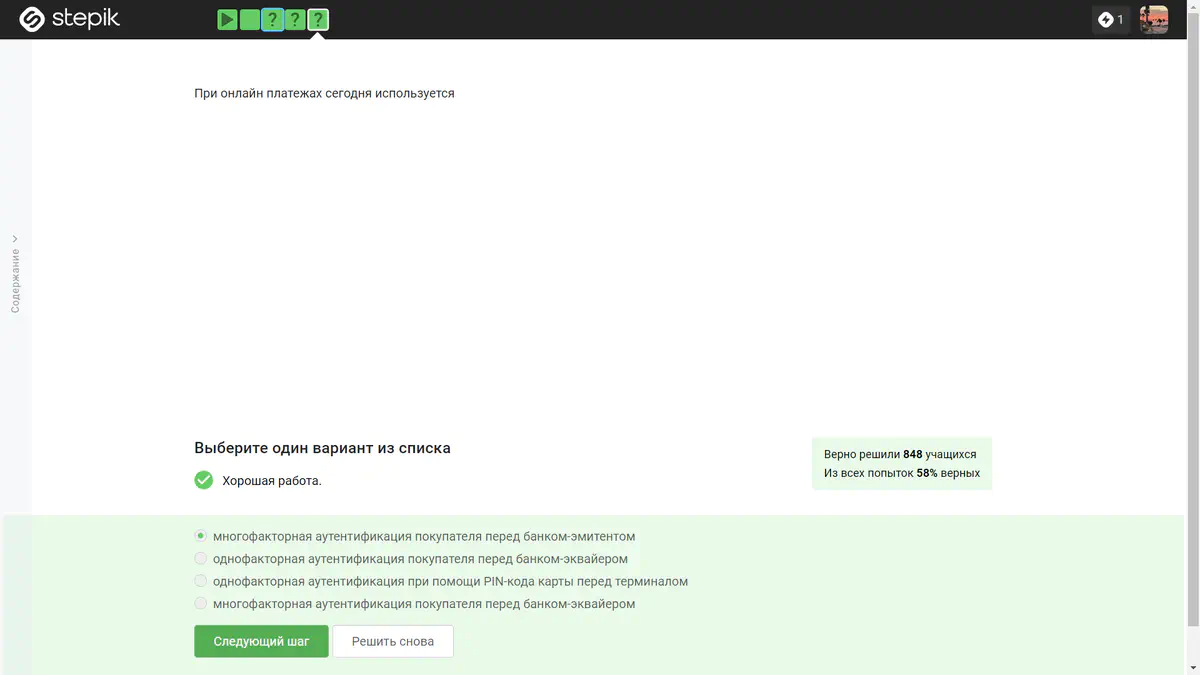 stepik
? ? ?
1
Содержание
При онлайн платежах сегодня используется
Выберите один вариант из списка
Хорошая работа.
Верно решили 848 учащихся
Из всех попыток 58% верных
многофакторная аутентификация покупателя перед банком-эмитентом
однофакторная аутентификация покупателя перед банком-эквайером
однофакторная аутентификация при помощи PIN-кода карты перед терминалом
многофакторная аутентификация покупателя перед банком-эквайером
Следующий шаг
Решить снова